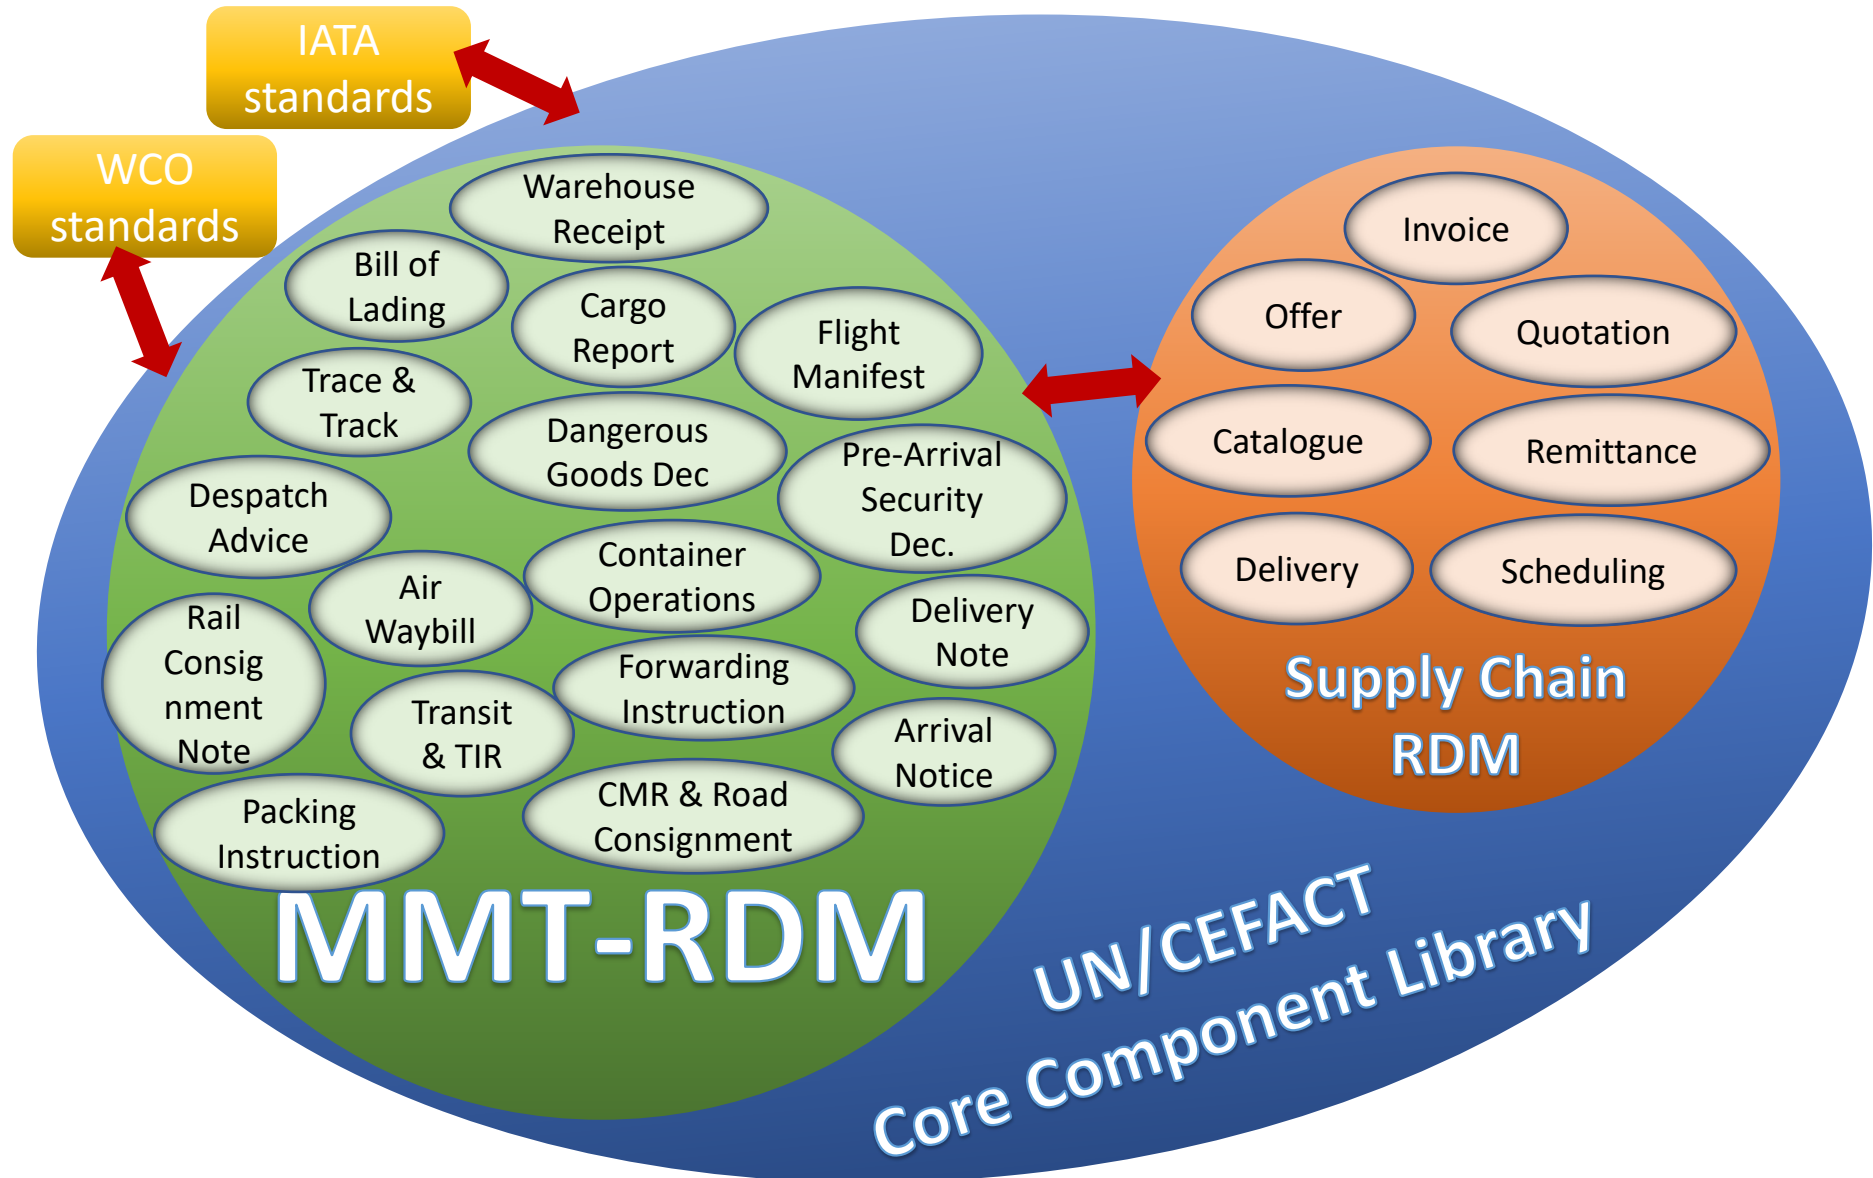 IATA
standards
WCO
standards
Warehouse
Receipt
Bill of
Lading
Cargo
Report
Flight
Manifest
Trace &
Track
Dangerous
Goods Dec
Pre-Arrival
Security
Dec.
Despatch
Advice
Container
Operations
Air
Waybill
Delivery
Note
Rail
Consig
nment
Note
Forwarding
Instruction
Transit
& TIR
Arrival
Notice
CMR & Road
Consignment
Packing
Instruction
MMT-RDM
Invoice
Offer
Quotation
Catalogue
Remittance
Delivery
Scheduling
Supply Chain
RDM
UN/CEFACT
Core Component Library